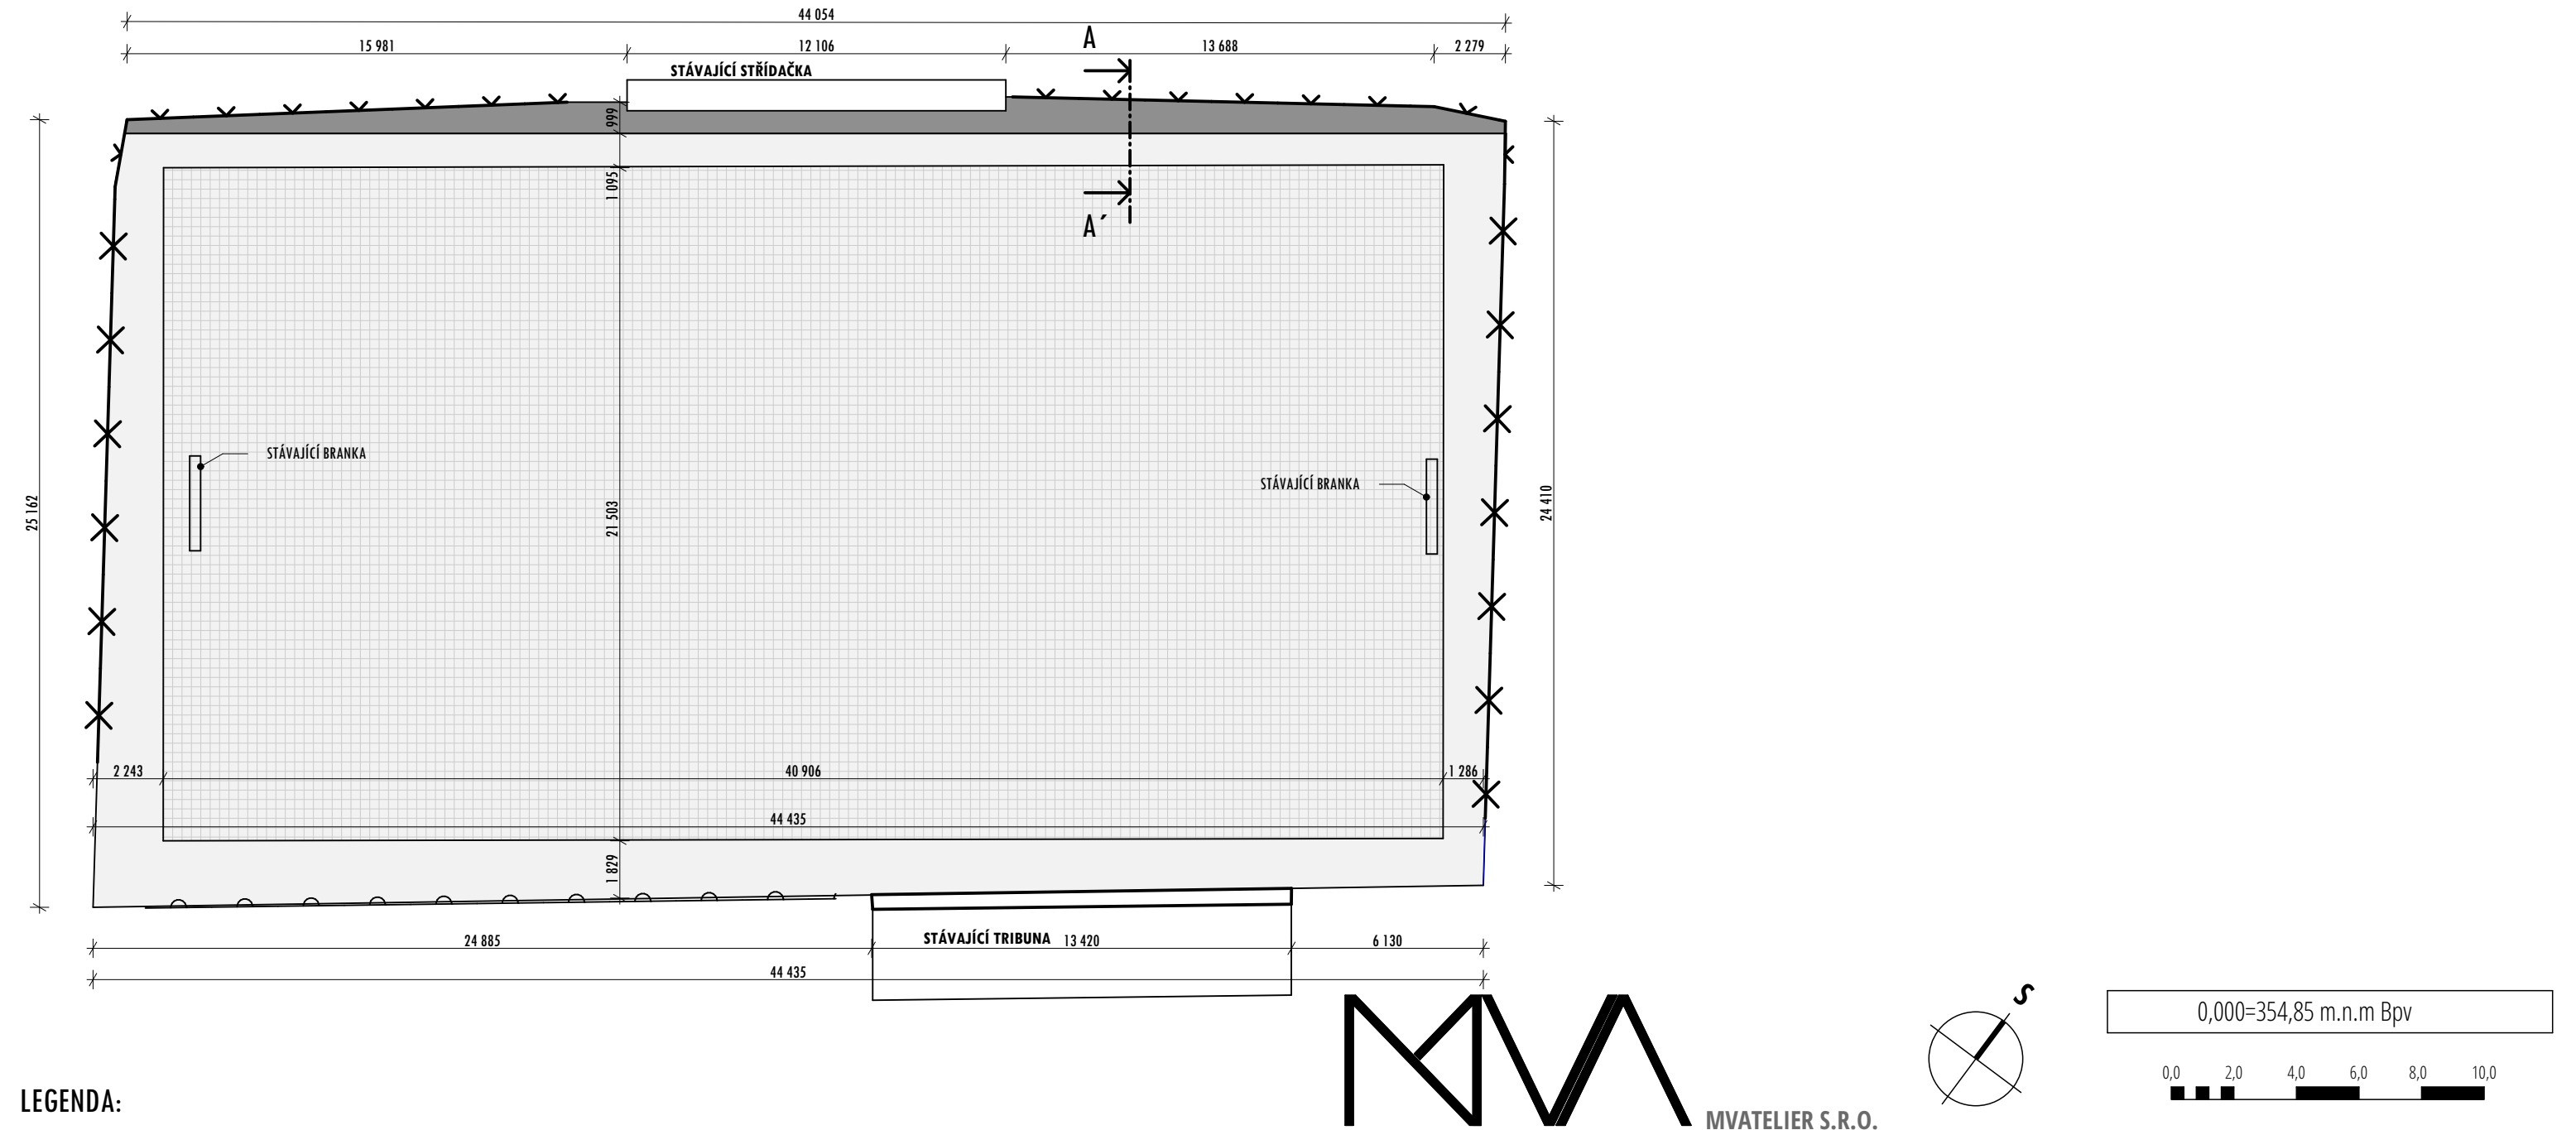 44 054
15 981
12 106
A
13 688
2 279
STÁVAJÍCÍ STŘÍDAČKA
999
1 095
A´
STÁVAJÍCÍ BRANKA
STÁVAJÍCÍ BRANKA
25 162
21 503
24 410
2 243
40 906
1 286
44 435
1 829
24 885
STÁVAJÍCÍ TRIBUNA
13 420
6 130
44 435
S
0,000=354,85 m.n.m Bpv
0,0
2,0
4,0
6,0
8,0
10,0
LEGENDA:
MVA
MVATELIER S.R.O.